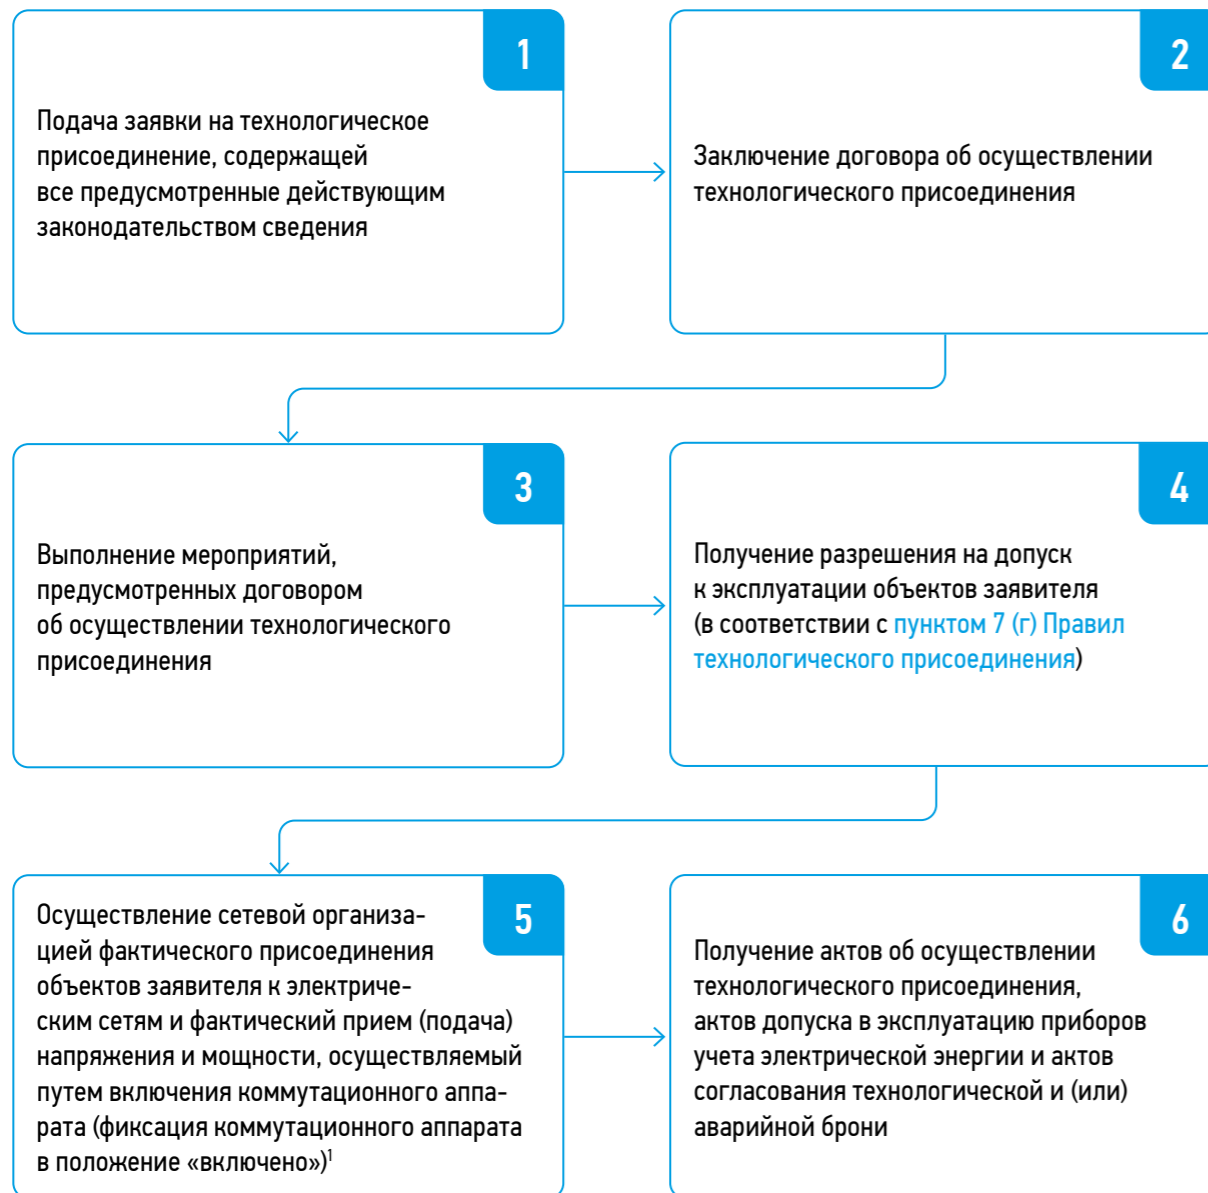 1
Подача заявки на технологическое
присоединение, содержащей
все предусмотренные действующим
законодательством сведения
2
Заключение договора об осуществлении
технологического присоединения
3
Выполнение мероприятий,
предусмотренных договором
об осуществлении технологического
присоединения
4
Получение разрешения на допуск
к эксплуатации объектов заявителя
(в соответствии с пунктом 7 (г) Правил
технологического присоединения)
5
Осуществление сетевой организа-
цией фактического присоединения
объектов заявителя к электриче-
ским сетям и фактический прием (подача)
напряжения и мощности, осуществляемый
путем включения коммутационного аппа-
рата (фиксация коммутационного аппарата
в положение «включено»)¹
6
Получение актов об осуществлении
технологического присоединения,
актов допуска в эксплуатацию приборов
учета электрической энергии и актов
согласования технологической и (или)
аварийной брони